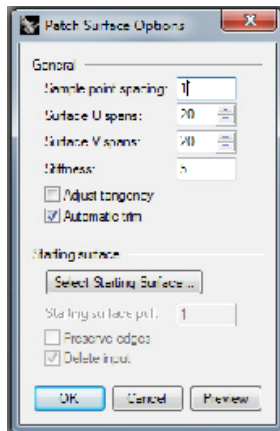 Patch Surface Options
General
Sample point spacing: 1
Surface U spans: 20
Surface V spans: 20
Stiffness: 5
Adjust tangency
Automatic trim
Starting surface
Select Starting Surface...
Starting surface pull: 1
Preserve edges
Delete input
OK Cancel Preview